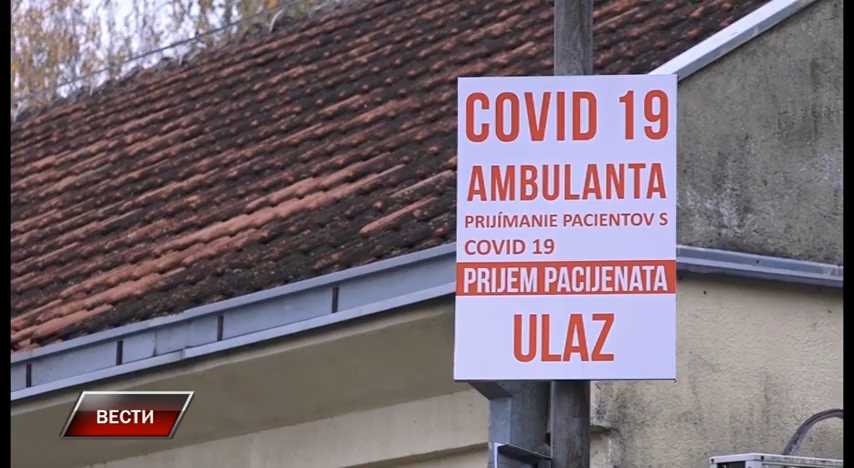 COVID 19
AMBULANTA
PRIJÍMANIE PACIENTOV S
COVID 19
PRIJEM PACIJENATA
ULAZ
ВЕСТИ